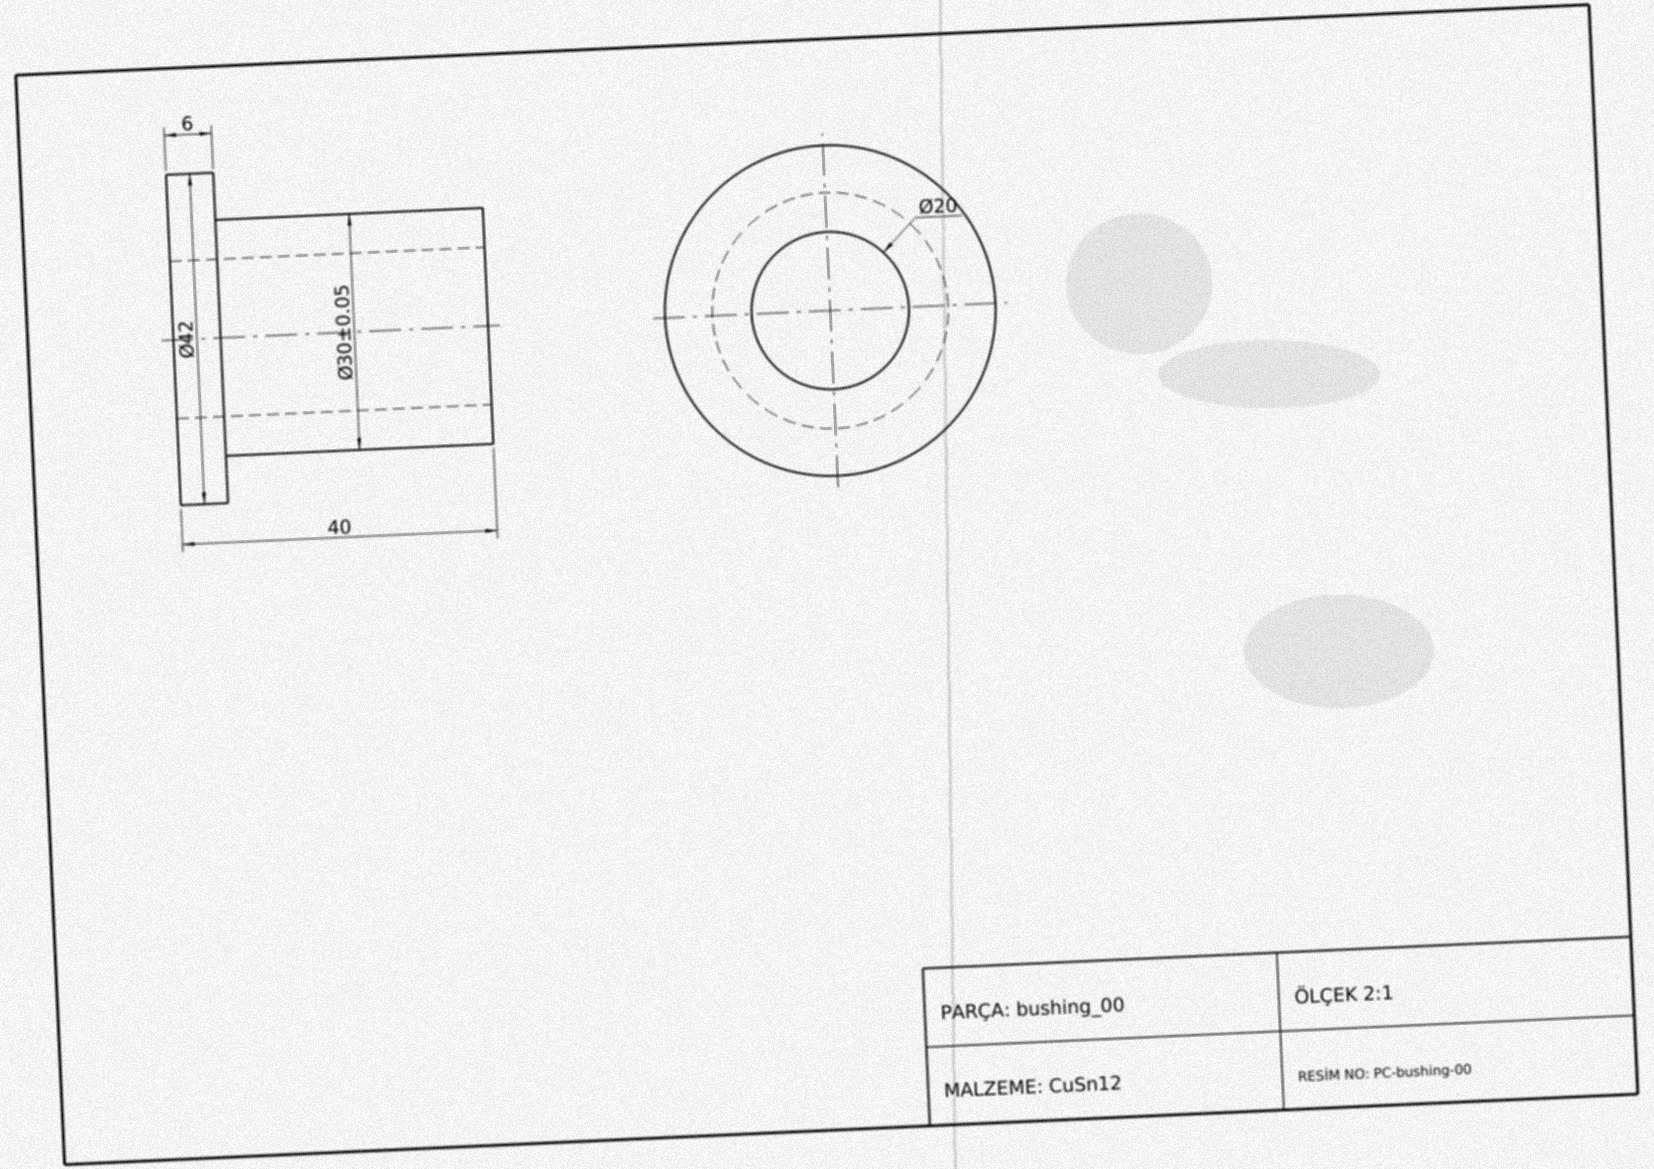 6
Ø42
Ø30±0.05
40
Ø20
PARÇA: bushing_00
ÖLÇEK 2:1
MALZEME: CuSn12
RESİM NO: PC-bushing-00